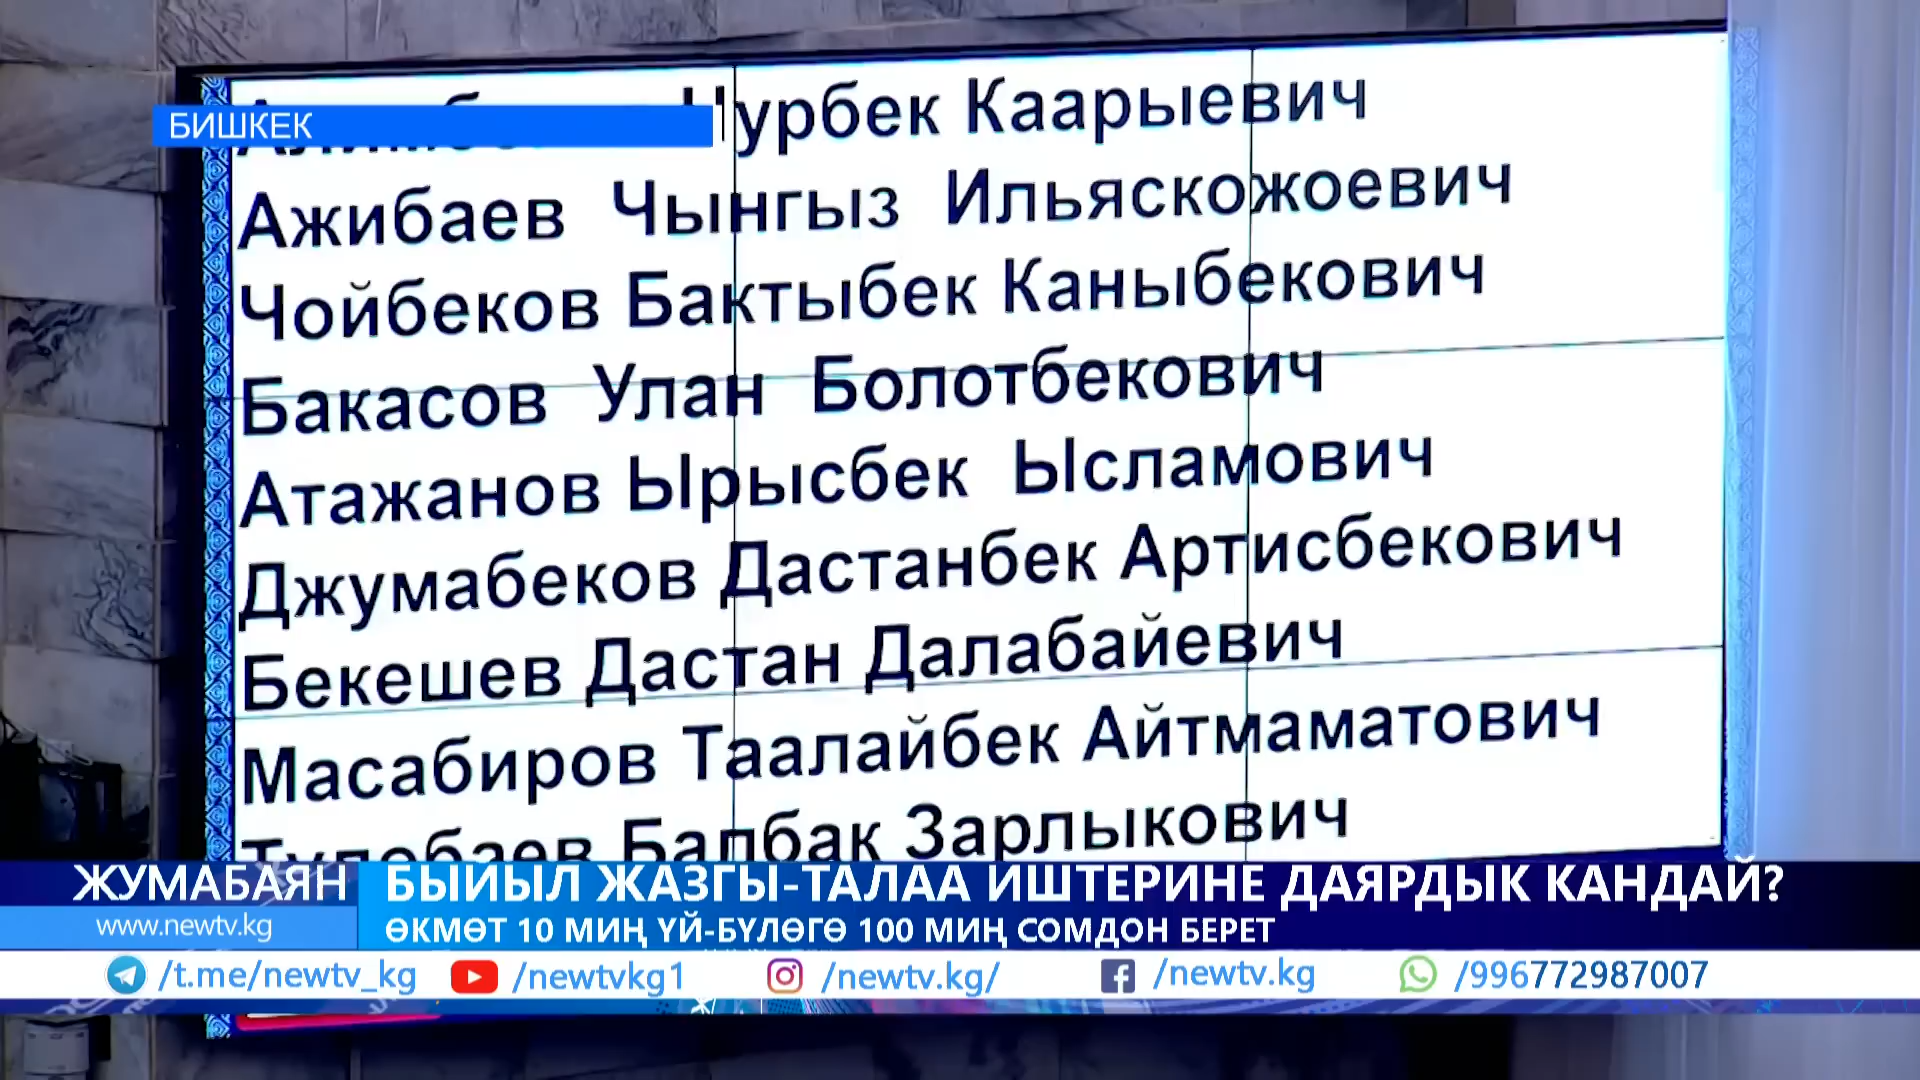 БИШКЕК
Нурбек Каарыевич
Ажибаев Чынгыз Ильяскожоевич
Чойбеков Бактыбек Каныбекович
Бакасов Улан Болотбекович
Атажанов Ырысбек Ысламович
Джумабеков Дастанбек Артисбекович
Бекешев Дастан Далабайевич
Масабиров Таалайбек Айтмаматович
Балбак Зарлыкович
ЖУМАБАЯН
www.newtv.kg
БЫЙЫЛ ЖАЗГЫ-ТАЛАА ИШТЕРИНЕ ДАЯРДЫК КАНДАЙ?
ӨКМӨТ 10 МИҢ ҮЙ-БҮЛӨГӨ 100 МИҢ СОМДОН БЕРЕТ
/t.me/newtv_kg /newtvkg1 /newtv.kg/ /newtv.kg /996772987007